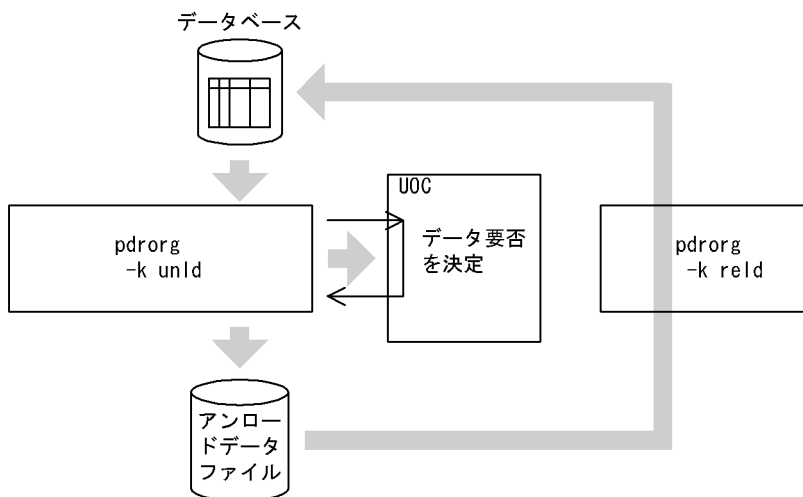 データベース
UOC
データ要否
を決定
pdrorg
-k unld
pdrorg
-k reld
アンロー
ドデータ
ファイル